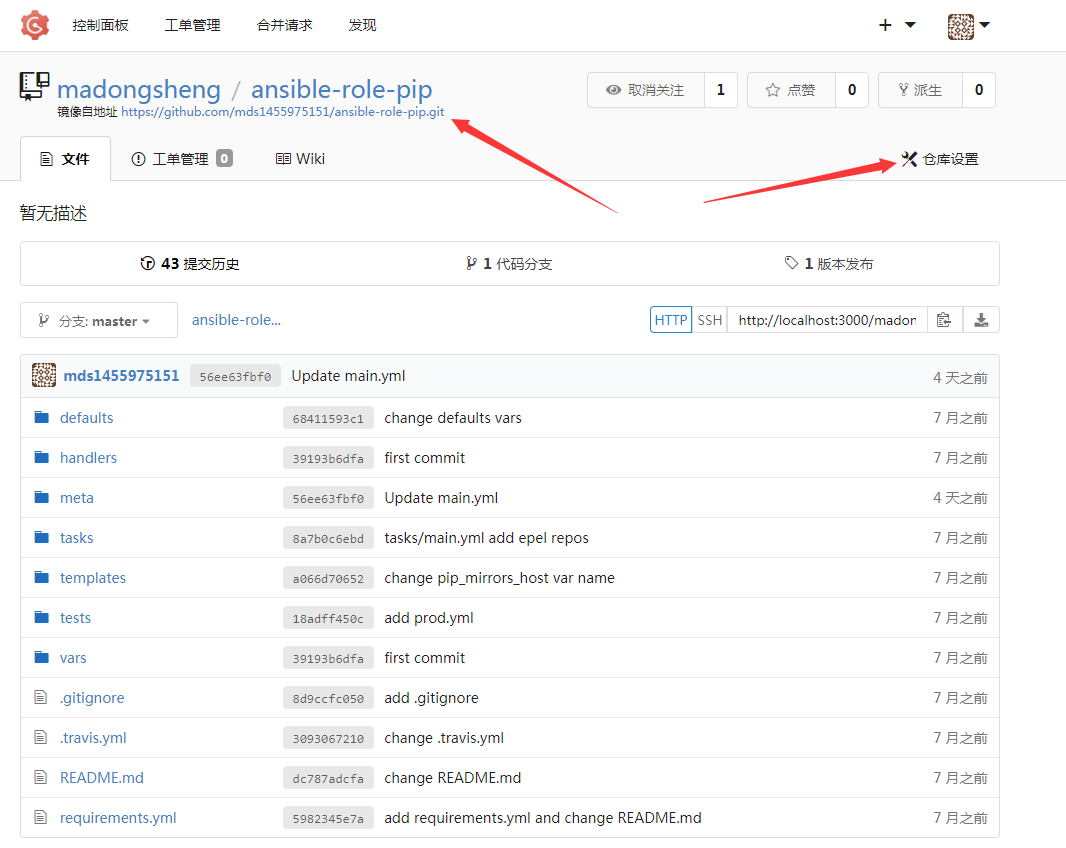 控制面板 工单管理 合并请求 发现
madongsheng / ansible-role-pip 取消关注 1 点赞 0 派生 0
镜像自地址 https://github.com/mds1455975151/ansible-role-pip.git
文件 工单管理 0 Wiki 仓库设置
暂无描述
43 提交历史 1 代码分支 1 版本发布
分支: master ansible-role... HTTP SSH http://localhost:3000/madon
mds1455975151 56ee63fbf0 Update main.yml 4 天之前
defaults 68411593c1 change defaults vars 7 月之前
handlers 39193b6dfa first commit 7 月之前
meta 56ee63fbf0 Update main.yml 4 天之前
tasks 8a7b0c6ebd tasks/main.yml add epel repos 7 月之前
templates a066d70652 change pip_mirrors_host var name 7 月之前
tests 18adff450c add prod.yml 7 月之前
vars 39193b6dfa first commit 7 月之前
.gitignore 8d9ccfc050 add .gitignore 7 月之前
.travis.yml 3093067210 change .travis.yml 7 月之前
README.md dc787adcfa change README.md 7 月之前
requirements.yml 5982345e7a add requirements.yml and change README.md 7 月之前